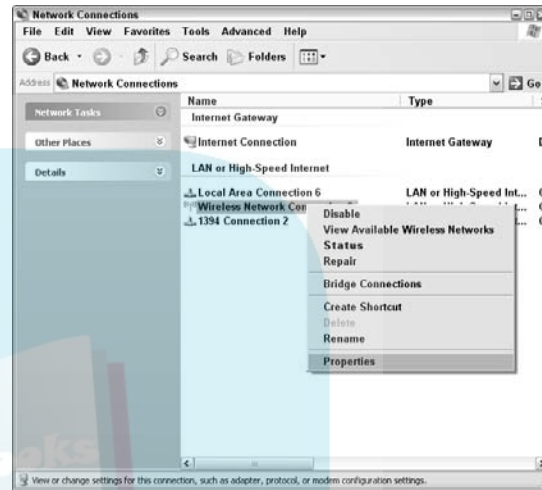 Network Connections
File Edit View Favorites Tools Advanced Help
Back Search Folders
Address Network Connections Go
Name Type
Network Tasks
Internet Gateway
Other Places
Internet Connection Internet Gateway
Details
LAN or High-Speed Internet
Local Area Connection 6 LAN or High-Speed Int...
Wireless Network Con
1394 Connection 2
Disable
View Available Wireless Networks
Status
Repair
Bridge Connections
Create Shortcut
Delete
Rename
Properties
ooks
View or change settings for this connection, such as adapter, protocol, or modem configuration settings.